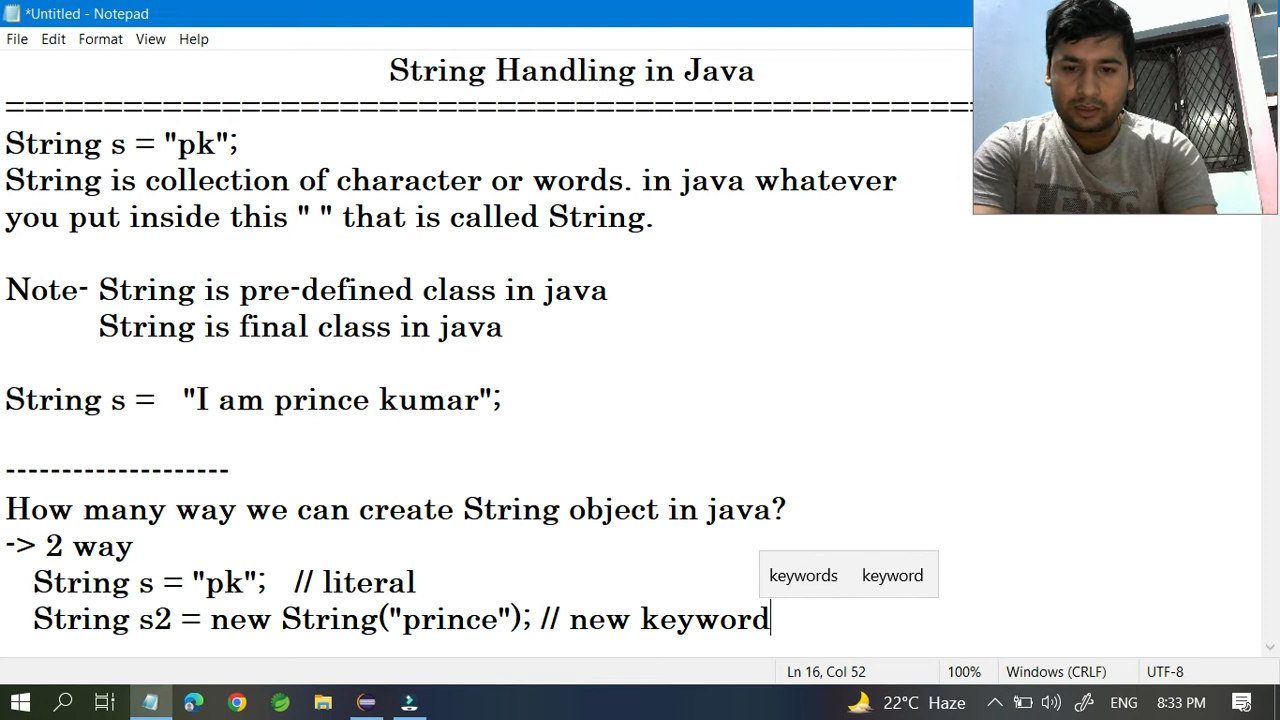 *Untitled - Notepad
File Edit Format View Help
String Handling in Java
==========================================================================
String s = "pk";
String is collection of character or words. in java whatever
you put inside this " " that is called String.
Note- String is pre-defined class in java
String is final class in java
String s = "I am prince kumar";
--------------------
How many way we can create String object in java?
-> 2 way
String s = "pk"; // literal
keywords keyword
String s2 = new String("prince"); // new keyword
Ln 16, Col 52 100% Windows (CRLF) UTF-8
22°C Haze ENG 8:33 PM